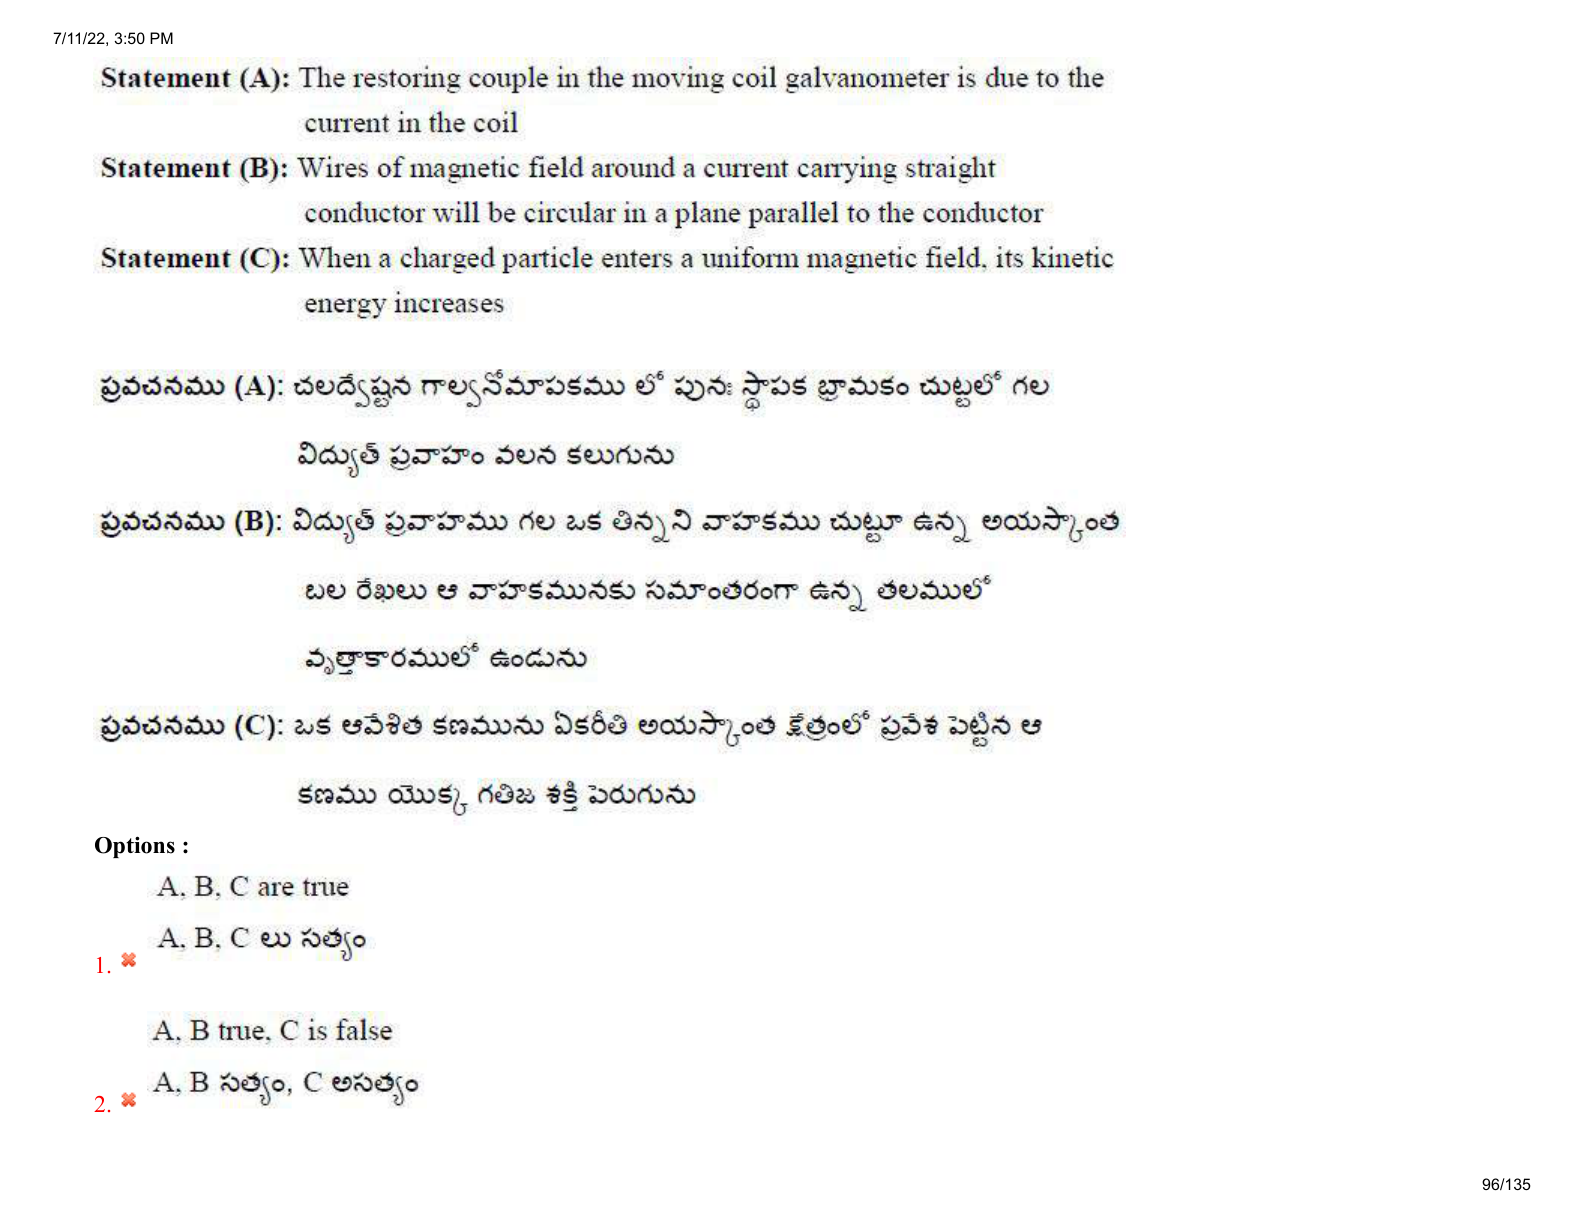 7/11/22, 3:50 PM
Statement (A): The restoring couple in the moving coil galvanometer is due to the
current in the coil
Statement (B): Wires of magnetic field around a current carrying straight
conductor will be circular in a plane parallel to the conductor
Statement (C): When a charged particle enters a uniform magnetic field, its kinetic
energy increases
ప్రవచనము (A): చలద్వేష్టన గాల్వనోమాపకము లో పునః స్థాపక భ్రామకం చుట్టలో గల
విద్యుత్ ప్రవాహం వలన కలుగును
ప్రవచనము (B): విద్యుత్ ప్రవాహము గల ఒక తిన్నని వాహకము చుట్టూ ఉన్న అయస్కాంత
బల రేఖలు ఆ వాహకమునకు సమాంతరంగా ఉన్న తలములో
వృత్తాకారములో ఉండును
ప్రవచనము (C): ఒక ఆవేశిత కణమును ఏకరీతి అయస్కాంత క్షేత్రంలో ప్రవేశ పెట్టిన ఆ
కణము యొక్క గతిజ శక్తి పెరుగును
Options :
A, B, C are true
A, B, C లు సత్యం
1.
A, B true, C is false
A, B సత్యం, C అసత్యం
2.
96/135